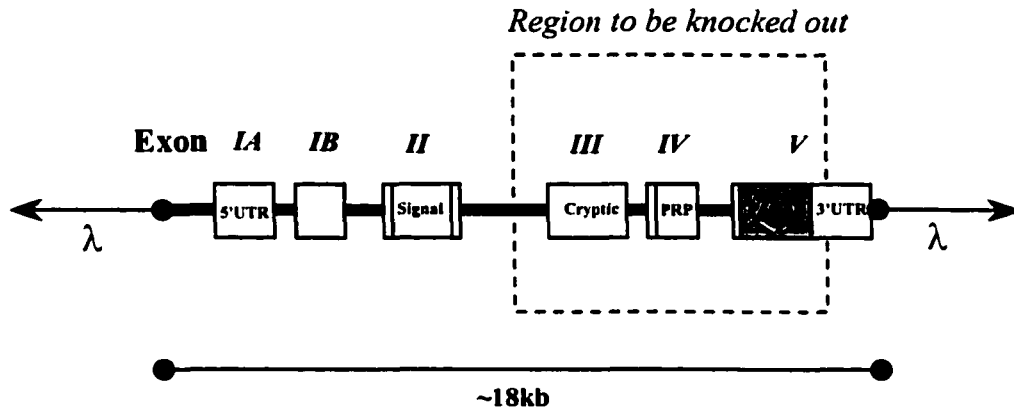 Region to be knocked out
Exon IA IB II III IV V
5'UTR Signal Cryptic PRP 3'UTR
λ λ
~18kb